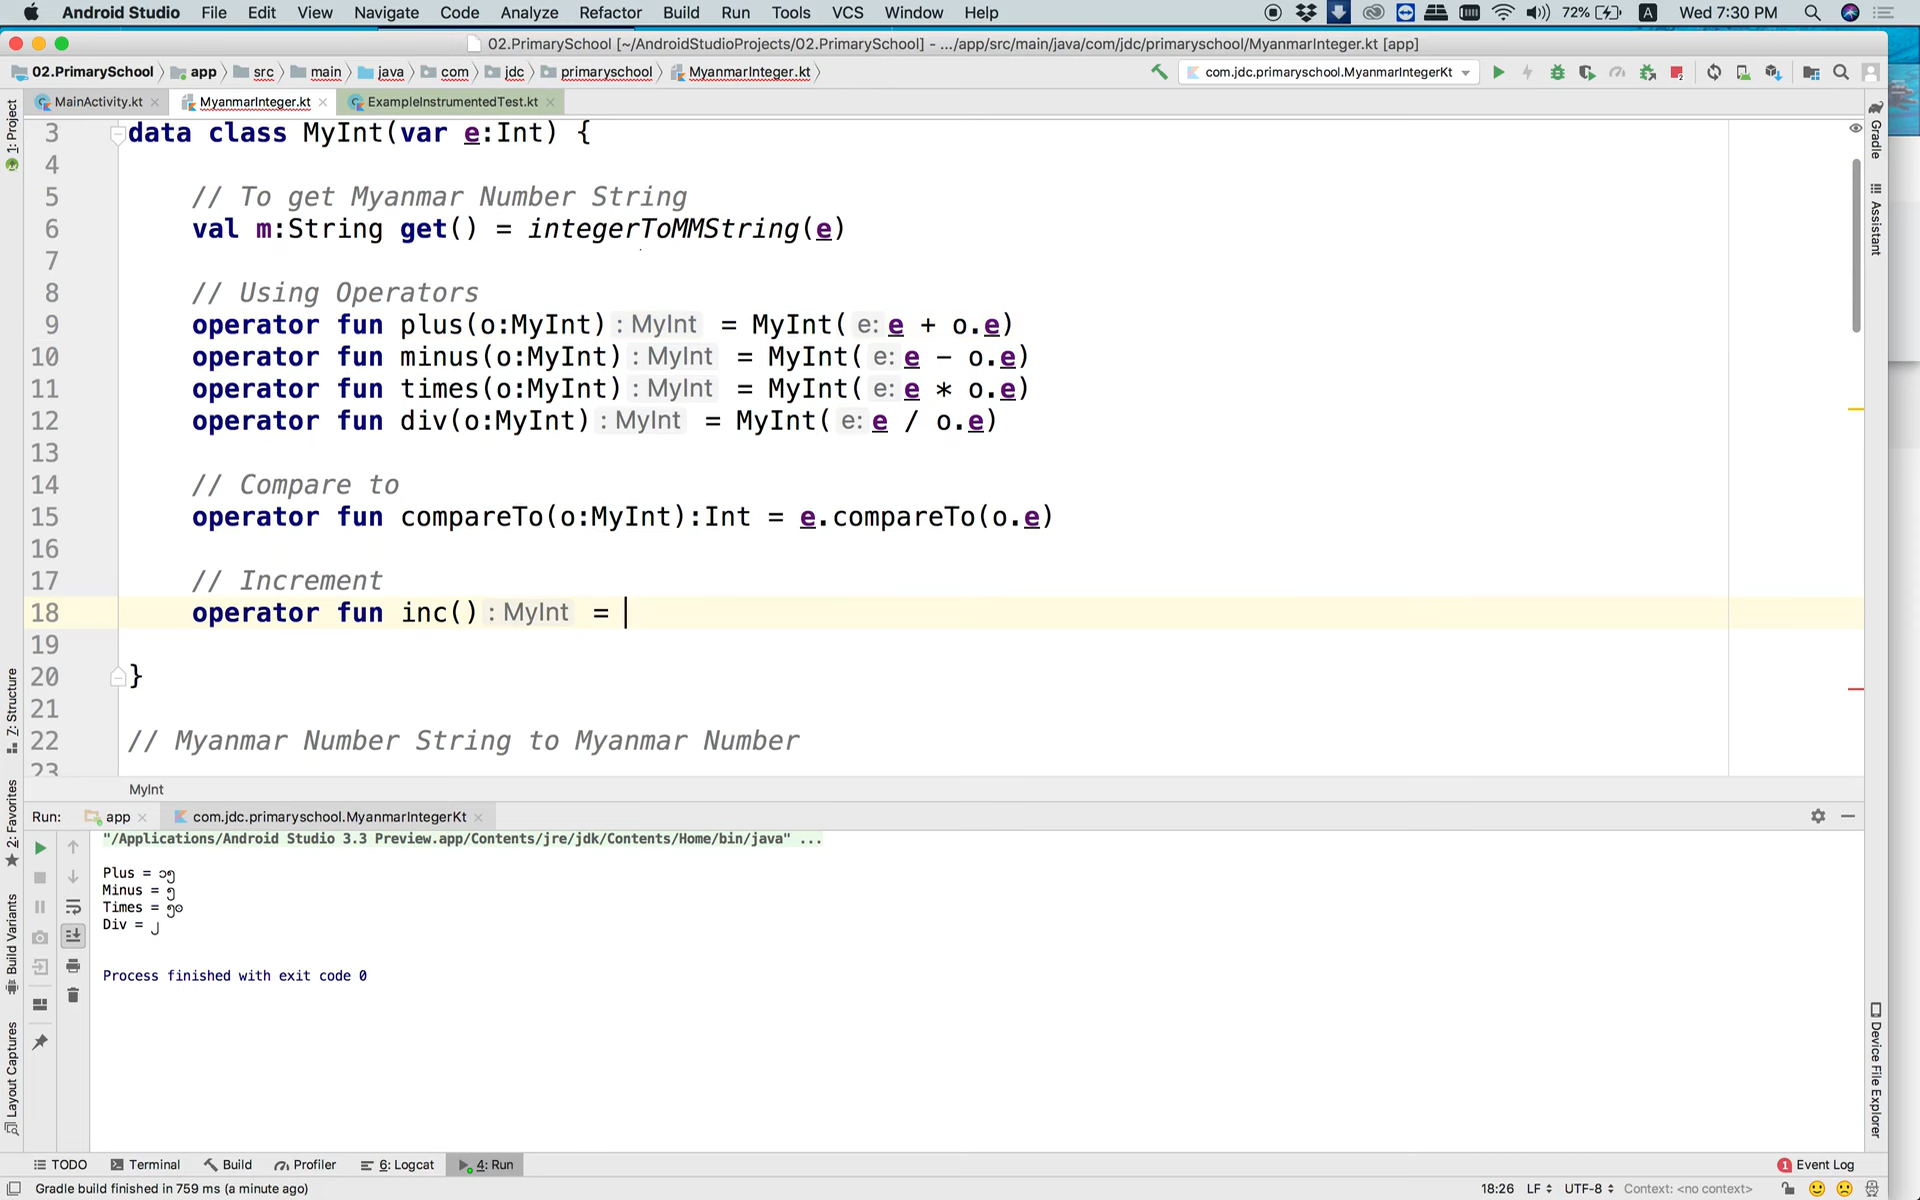 Android Studio File Edit View Navigate Code Analyze Refactor Build Run Tools VCS Window Help 72% A Wed 7:30 PM
02.PrimarySchool [~/AndroidStudioProjects/02.PrimarySchool] - .../app/src/main/java/com/jdc/primaryschool/MyanmarInteger.kt [app]
02.PrimarySchool app src main java com jdc primaryschool MyanmarInteger.kt com.jdc.primaryschool.MyanmarIntegerKt
MainActivity.kt MyanmarInteger.kt ExampleInstrumentedTest.kt
1: Project
Z: Structure
2: Favorites
Build Variants
Layout Captures
3 data class MyInt(var e:Int) {
4
5 // To get Myanmar Number String
6 val m:String get() = integerToMMString(e)
7
8 // Using Operators
9 operator fun plus(o:MyInt) : MyInt = MyInt( e: e + o.e)
10 operator fun minus(o:MyInt) : MyInt = MyInt( e: e - o.e)
11 operator fun times(o:MyInt) : MyInt = MyInt( e: e * o.e)
12 operator fun div(o:MyInt) : MyInt = MyInt( e: e / o.e)
13
14 // Compare to
15 operator fun compareTo(o:MyInt):Int = e.compareTo(o.e)
16
17 // Increment
18 operator fun inc() : MyInt =
19
20 }
21
22 // Myanmar Number String to Myanmar Number
23
MyInt
Gradle
Assistant
Device File Explorer
Run: app com.jdc.primaryschool.MyanmarIntegerKt
"/Applications/Android Studio 3.3 Preview.app/Contents/jre/jdk/Contents/Home/bin/java" ...
Plus = ၁၅
Minus = ၅
Times = ၅၀
Div = ၂
Process finished with exit code 0
TODO Terminal Build Profiler 6: Logcat 4: Run 1 Event Log
Gradle build finished in 759 ms (a minute ago) 18:26 LF UTF-8 Context: <no context>